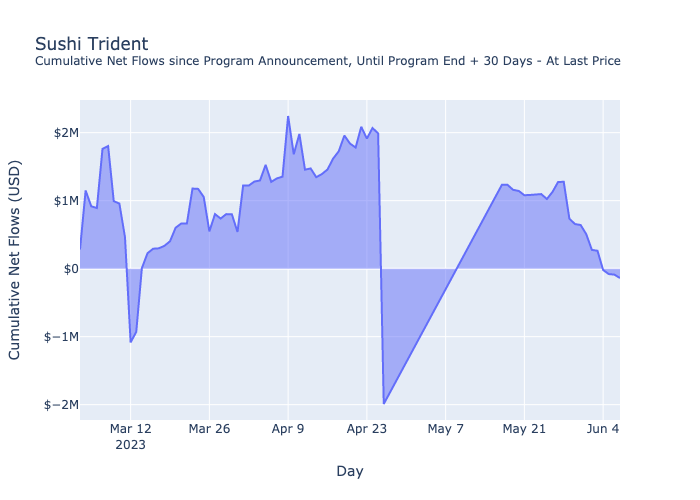 Sushi Trident
Cumulative Net Flows since Program Announcement, Until Program End + 30 Days - At Last Price
Cumulative Net Flows (USD)
$2M
$1M
$0
$−1M
$−2M
Mar 12
2023
Mar 26
Apr 9
Apr 23
May 7
May 21
Jun 4
Day